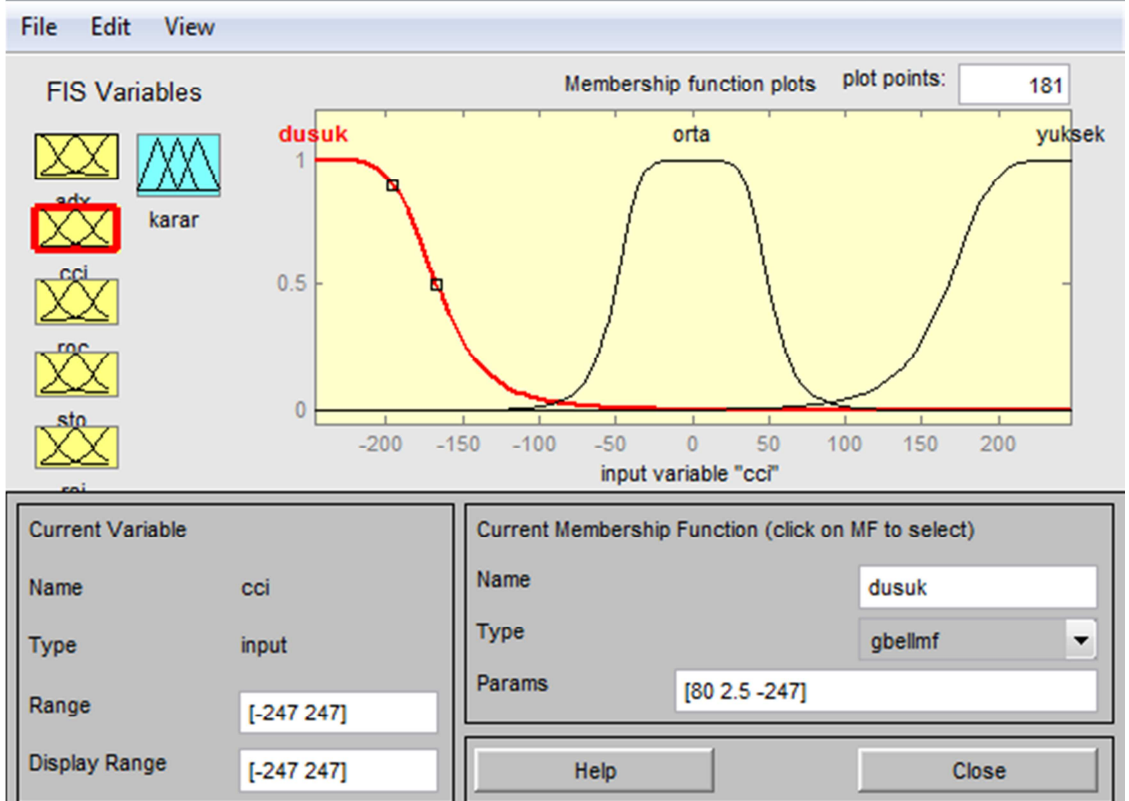 File Edit View
FIS Variables
Membership function plots plot points: 181
adx
karar
cci
roc
sto
dusuk orta yuksek
1
0.5
0
-200 -150 -100 -50 0 50 100 150 200
input variable "cci"
Current Variable
Name cci
Type input
Range [-247 247]
Display Range [-247 247]
Current Membership Function (click on MF to select)
Name dusuk
Type gbellmf
Params [80 2.5 -247]
Help Close